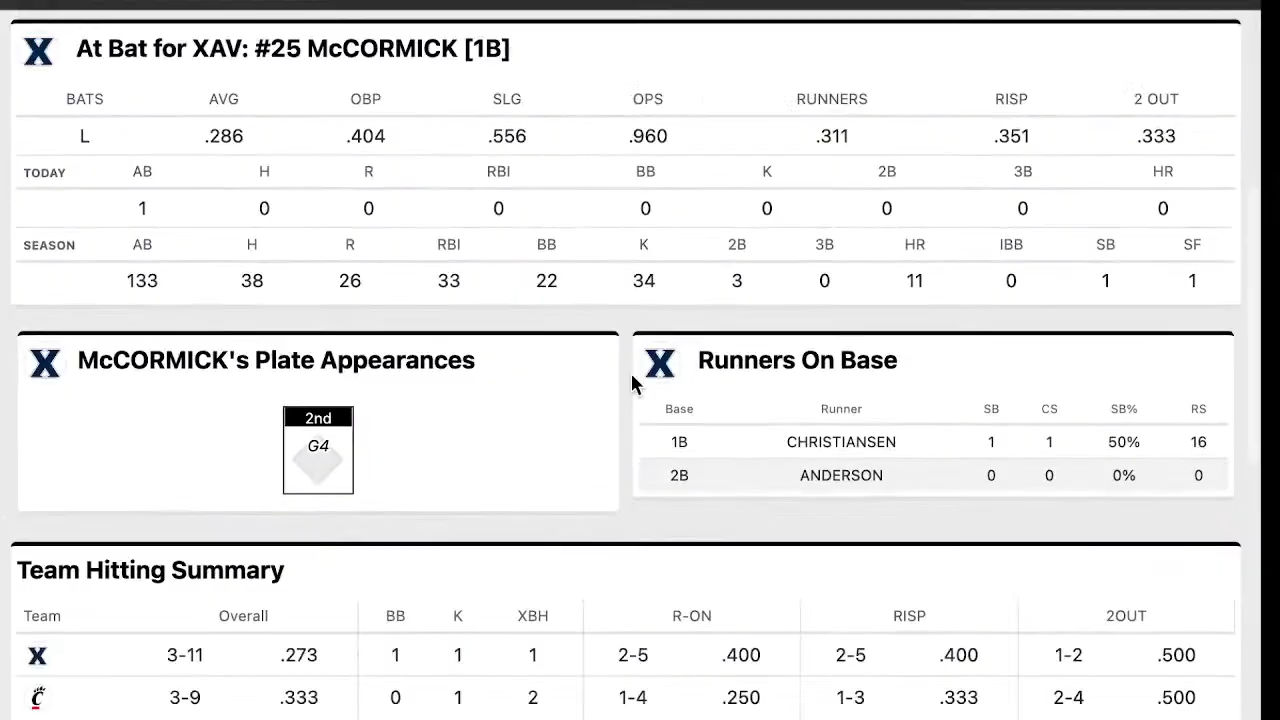 X At Bat for XAV: #25 McCORMICK [1B]
BATS AVG OBP SLG OPS RUNNERS RISP 2 OUT
L .286 .404 .556 .960 .311 .351 .333
TODAY AB H R RBI BB K 2B 3B HR
1 0 0 0 0 0 0 0 0
SEASON AB H R RBI BB K 2B 3B HR IBB SB SF
133 38 26 33 22 34 3 0 11 0 1 1
X McCORMICK's Plate Appearances
2nd
G4
X Runners On Base
Base Runner SB CS SB% RS
1B CHRISTIANSEN 1 1 50% 16
2B ANDERSON 0 0 0% 0
Team Hitting Summary
Team Overall BB K XBH R-ON RISP 2OUT
X 3-11 .273 1 1 1 2-5 .400 2-5 .400 1-2 .500
C 3-9 .333 0 1 2 1-4 .250 1-3 .333 2-4 .500